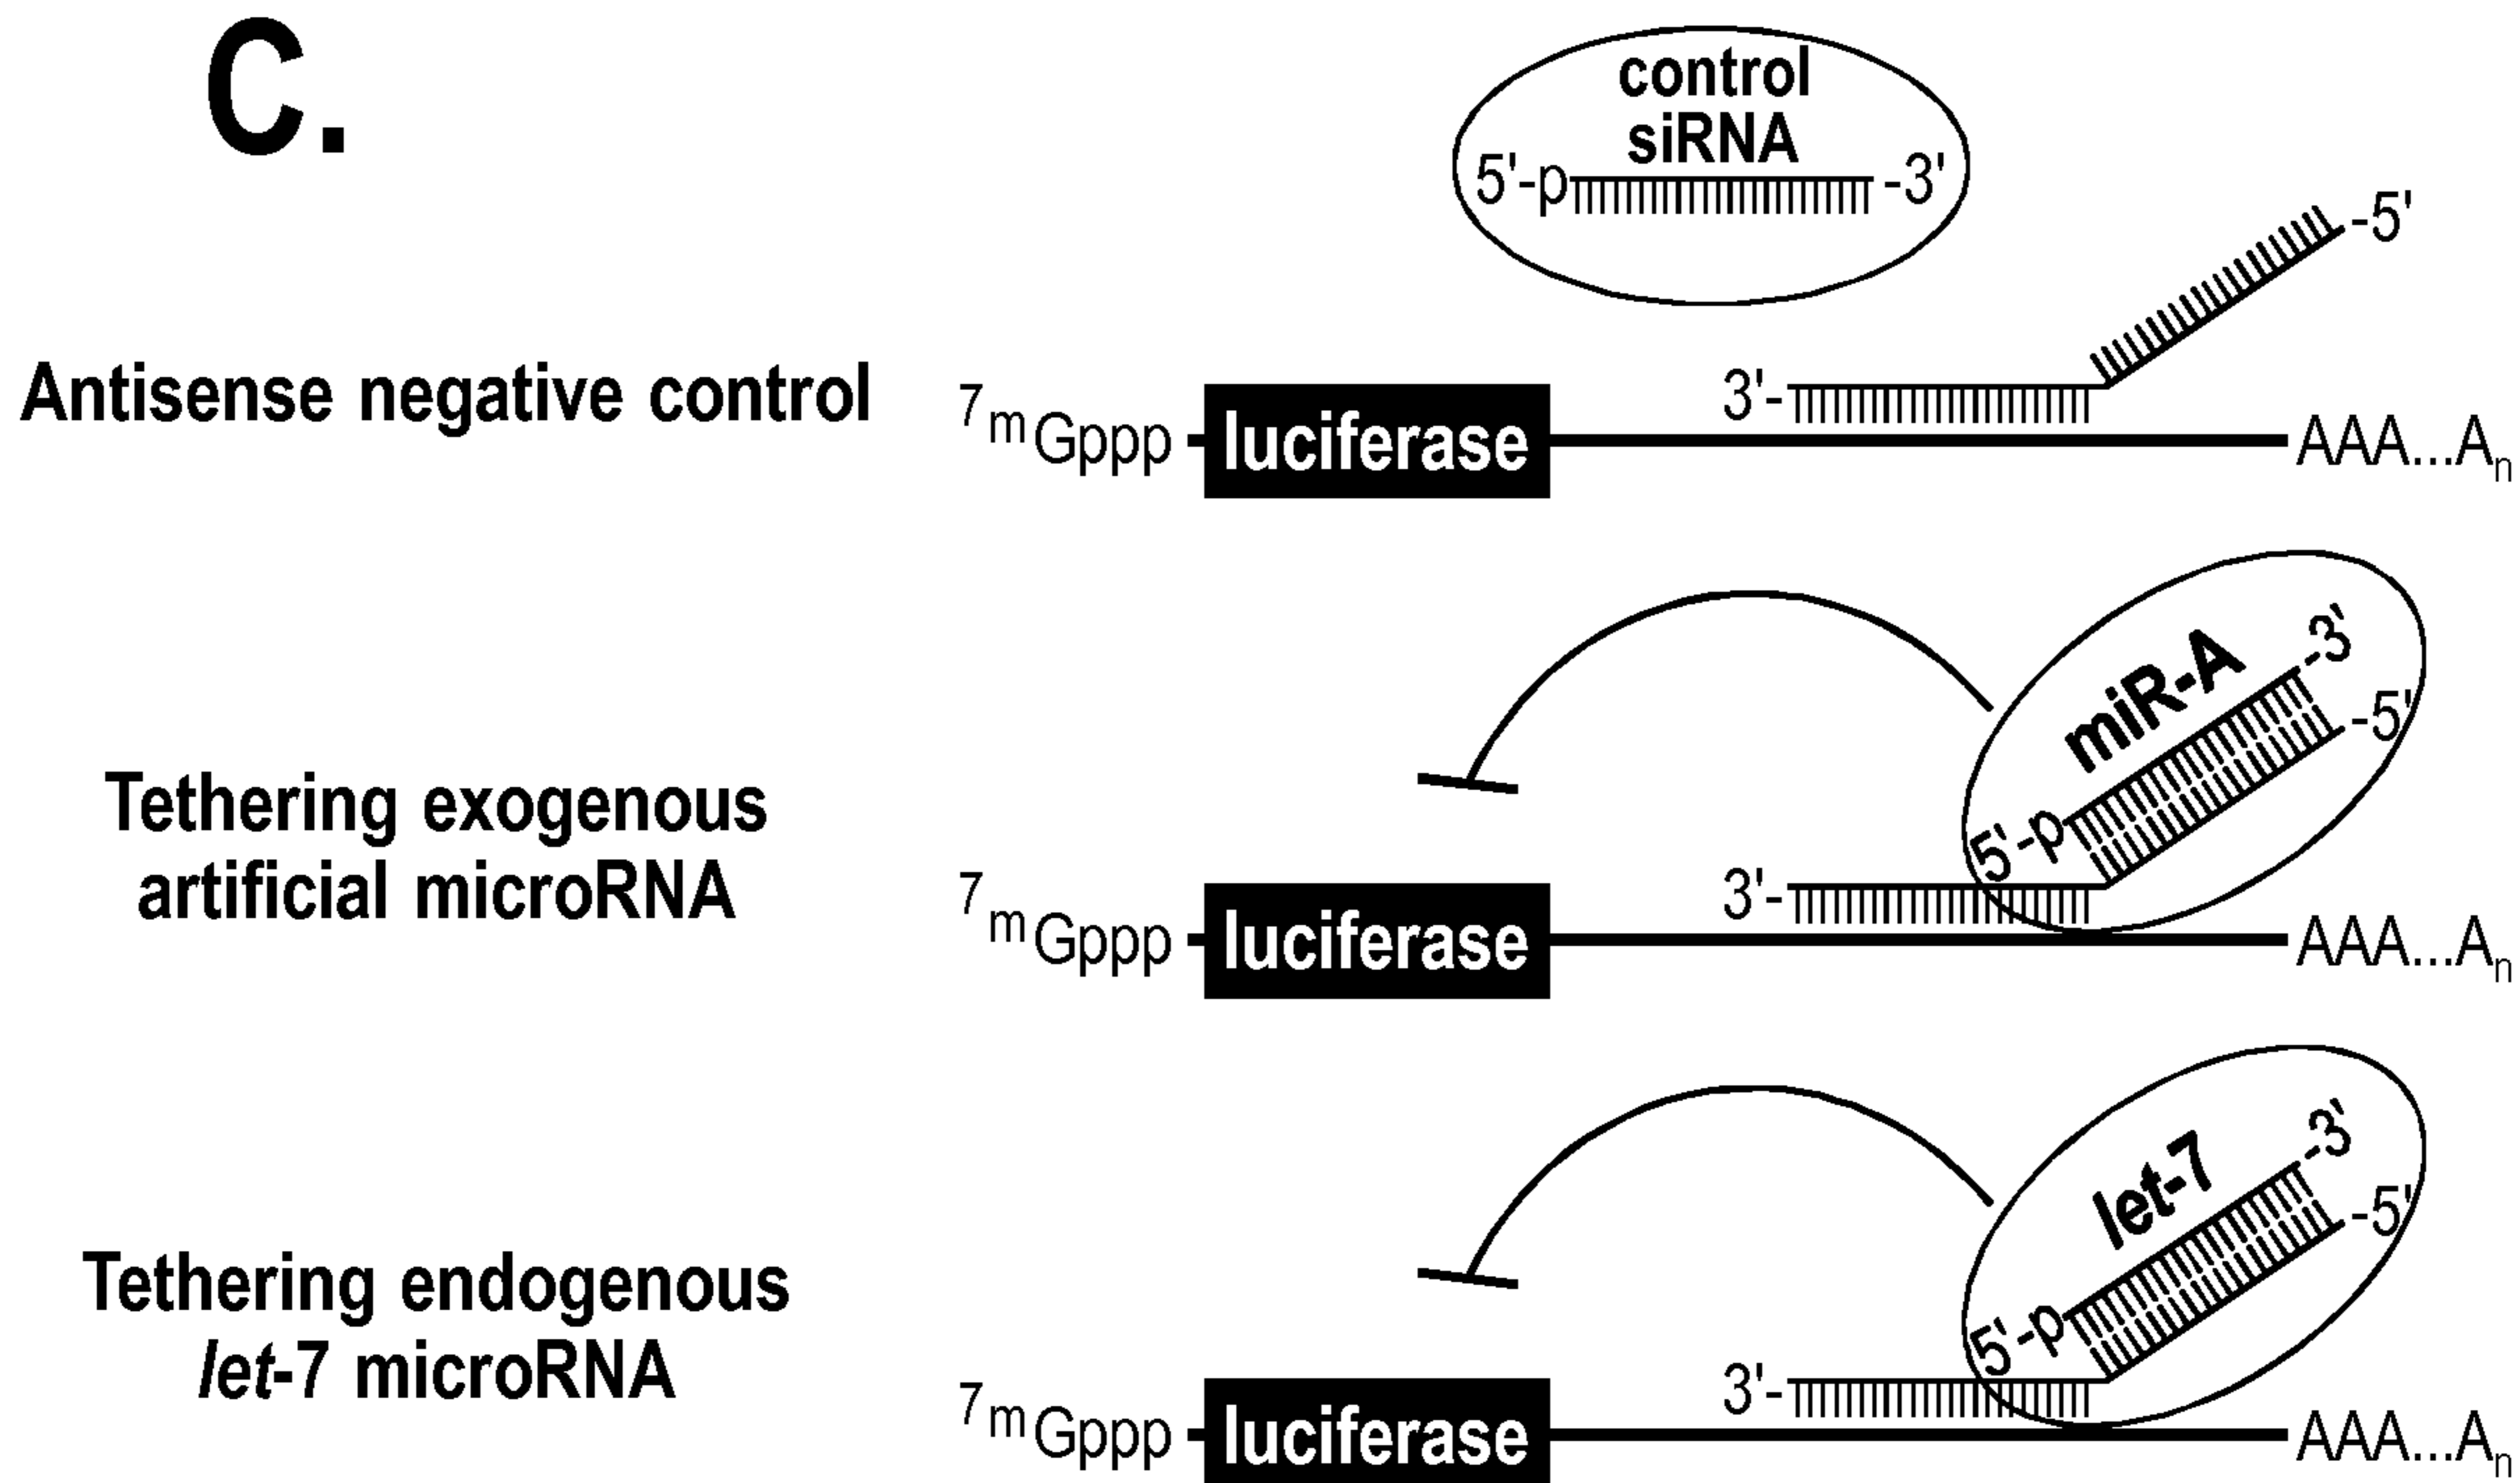 C.
control
siRNA
5'-p -3'
-5'
Antisense negative control
3'-
7mGppp luciferase AAA...An
miR-A
-3'
-5'
5'-p
Tethering exogenous
artificial microRNA
3'-
7mGppp luciferase AAA...An
let-7
-3'
-5'
5'-p
Tethering endogenous
let-7 microRNA
3'-
7mGppp luciferase AAA...An